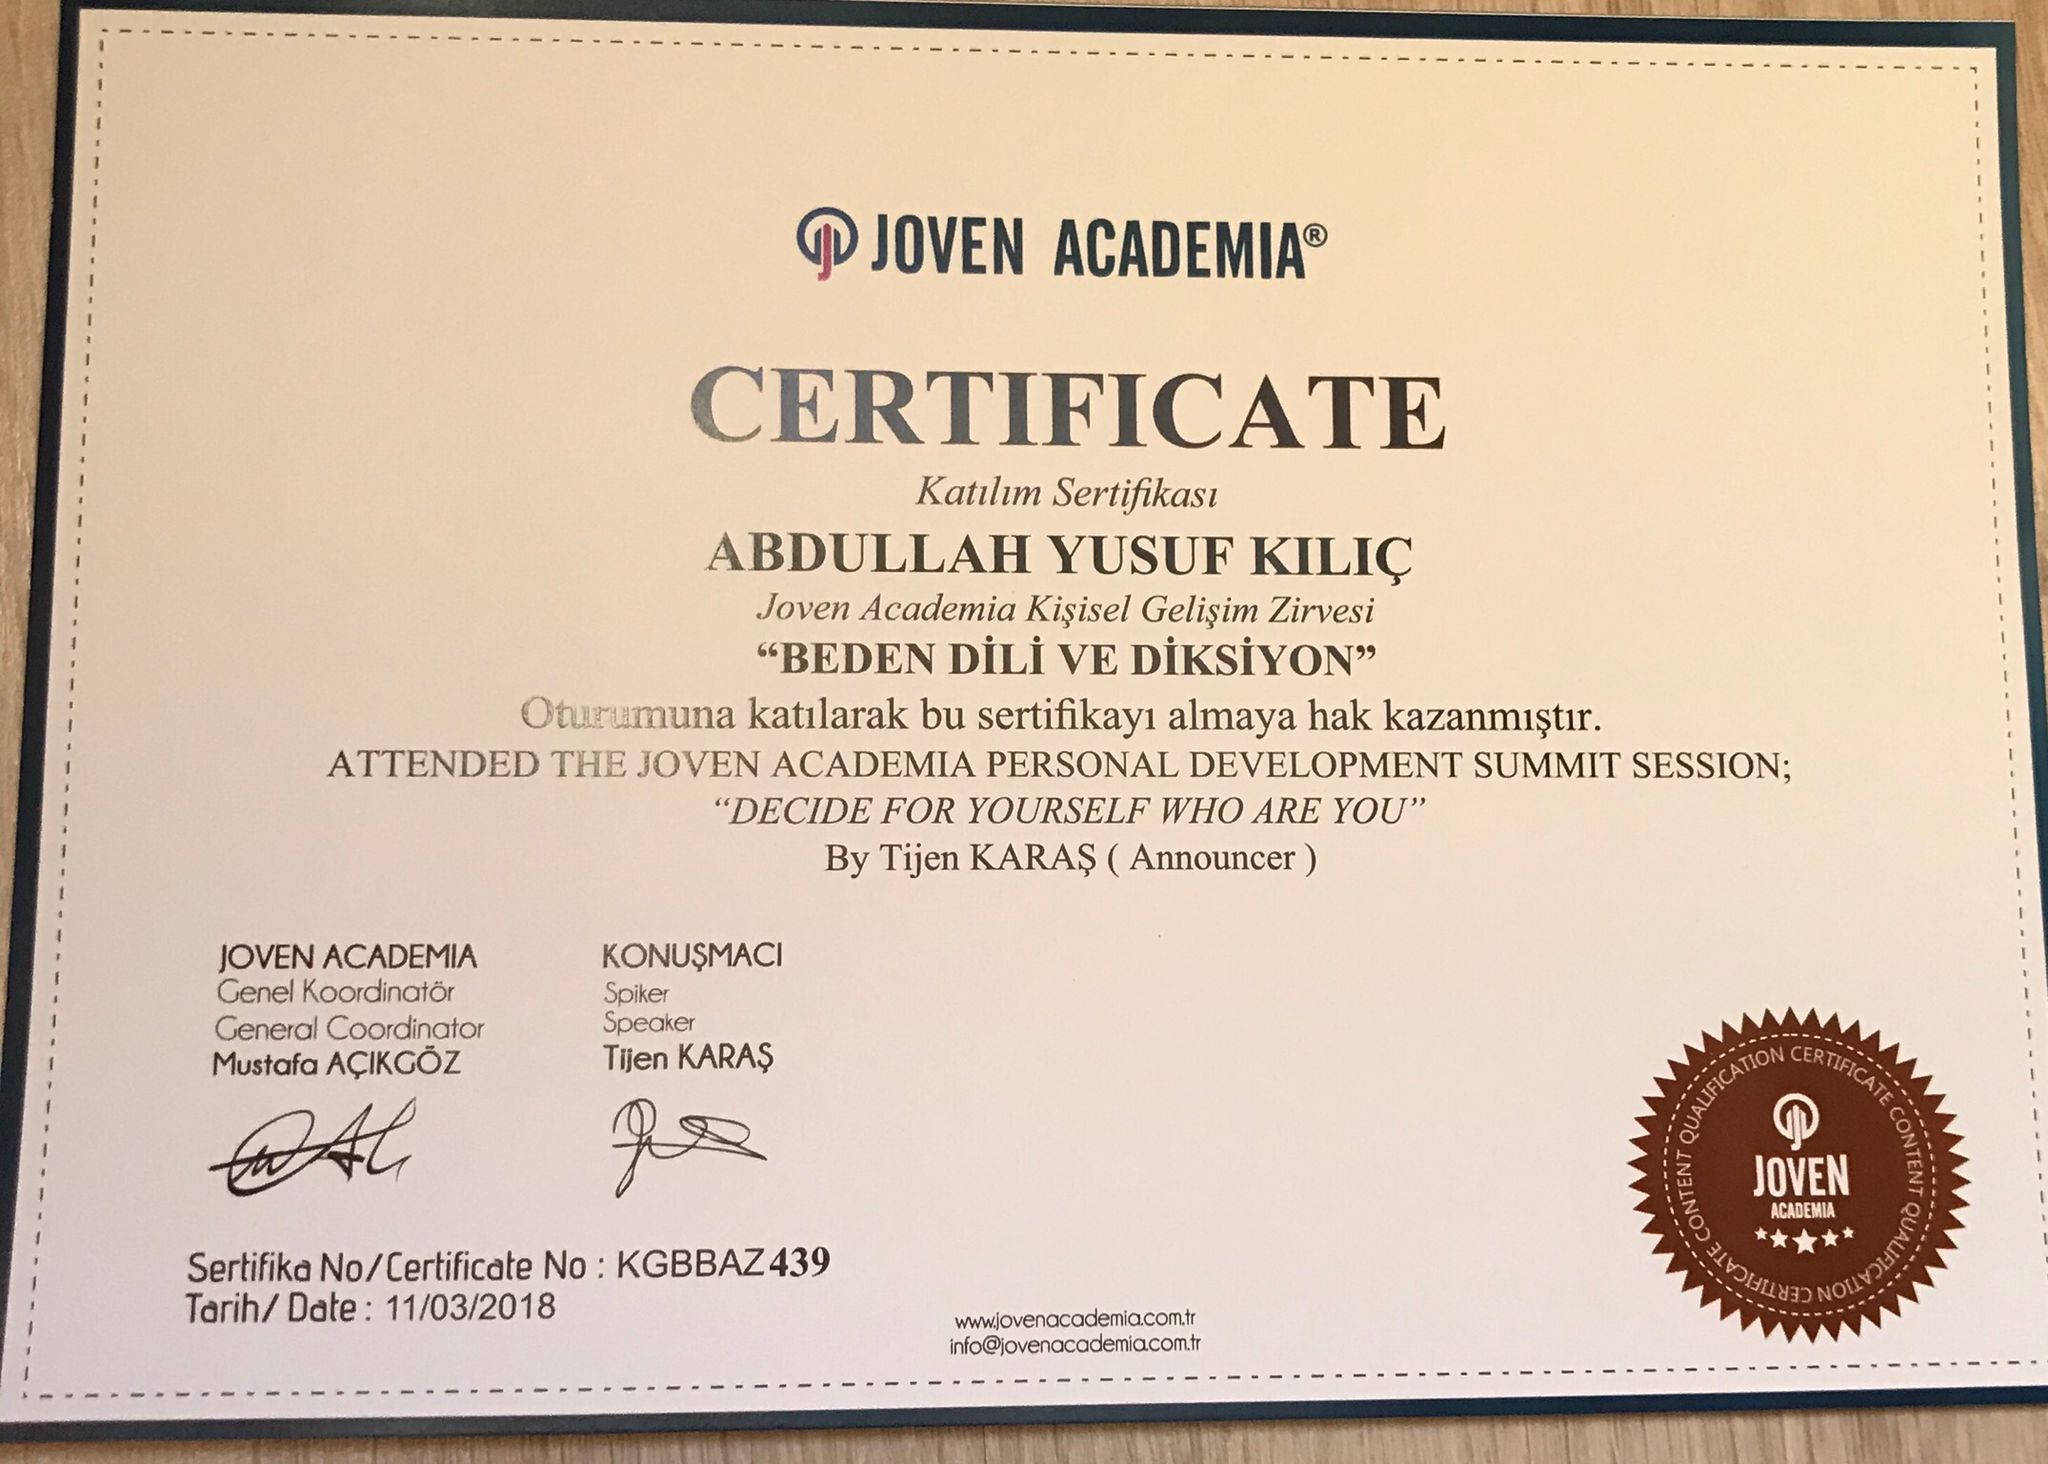 JOVEN ACADEMIA®
CERTIFICATE
Katılım Sertifikası
ABDULLAH YUSUF KILIÇ
Joven Academia Kişisel Gelişim Zirvesi
“BEDEN DİLİ VE DİKSİYON”
Oturumuna katılarak bu sertifikayı almaya hak kazanmıştır.
ATTENDED THE JOVEN ACADEMIA PERSONAL DEVELOPMENT SUMMIT SESSION;
“DECIDE FOR YOURSELF WHO ARE YOU”
By Tijen KARAŞ ( Announcer )
JOVEN ACADEMIA
Genel Koordinatör
General Coordinator
Mustafa AÇIKGÖZ
KONUŞMACI
Spiker
Speaker
Tijen KARAŞ
Sertifika No/Certificate No : KGBBAZ439
Tarih/ Date : 11/03/2018
www.jovenacademia.com.tr
info@jovenacademia.com.tr
CONTENT QUALIFICATION CERTIFICATE CONTENT QUALIFICATION CERTIFICATE
JOVEN
ACADEMIA